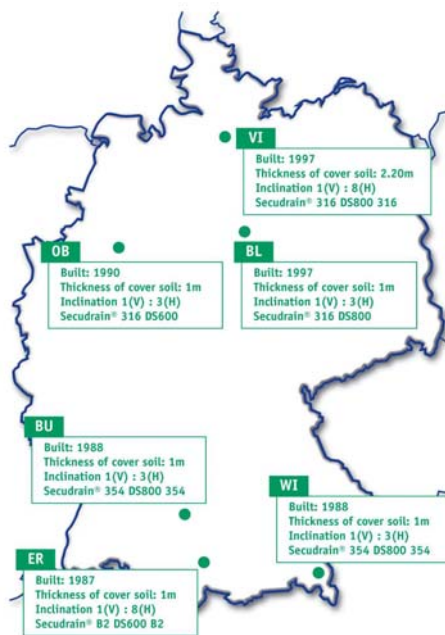 VI
Built: 1997
Thickness of cover soil: 2.20m
Inclination 1(V) : 8(H)
Secudrain® 316 DS800 316
OB
Built: 1990
Thickness of cover soil: 1m
Inclination 1(V) : 3(H)
Secudrain® 316 DS600
BL
Built: 1997
Thickness of cover soil: 1m
Inclination 1(V) : 3(H)
Secudrain® 316 DS800
BU
Built: 1988
Thickness of cover soil: 1m
Inclination 1(V) : 3(H)
Secudrain® 354 DS800 354
WI
Built: 1988
Thickness of cover soil: 1m
Inclination 1(V) : 3(H)
Secudrain® 354 DS800 354
ER
Built: 1987
Thickness of cover soil: 1m
Inclination 1(V) : 8(H)
Secudrain® B2 DS600 B2